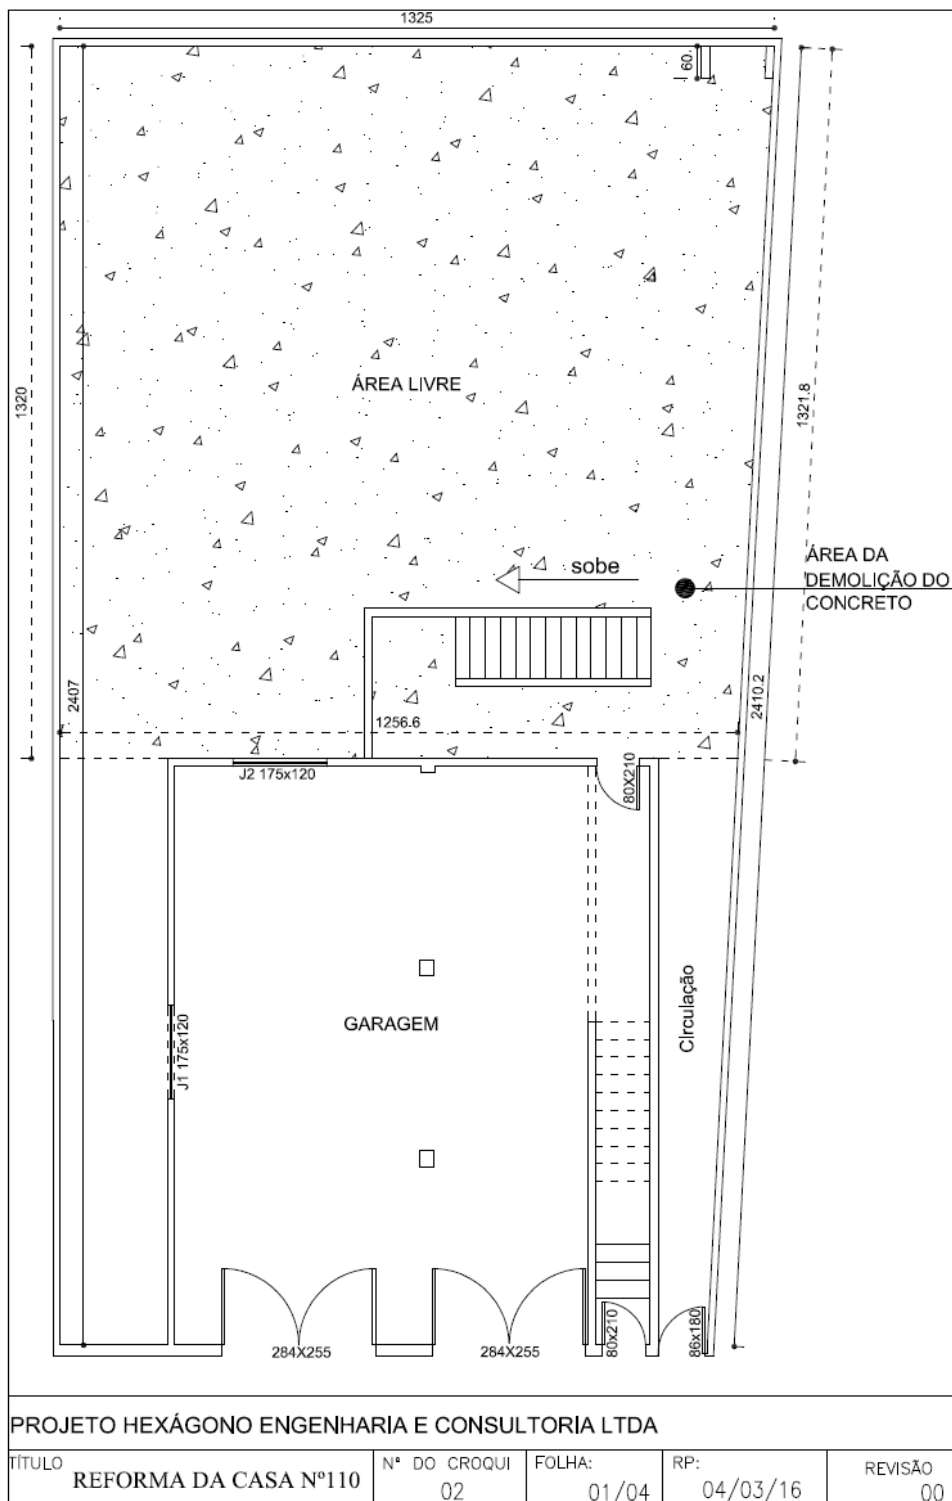 1325
60.
1320
ÁREA LIVRE
1321.8
sobe
ÁREA DA
DEMOLIÇÃO DO
CONCRETO
2407
2410.2
1256.6
J2 175x120
80X210
Circulação
GARAGEM
J1 175x120
284X255
284X255
80x210
86x180
PROJETO HEXÁGONO ENGENHARIA E CONSULTORIA LTDA
TÍTULO
REFORMA DA CASA Nº110
Nº DO CROQUI
02
FOLHA:
01/04
RP:
04/03/16
REVISÃO
00